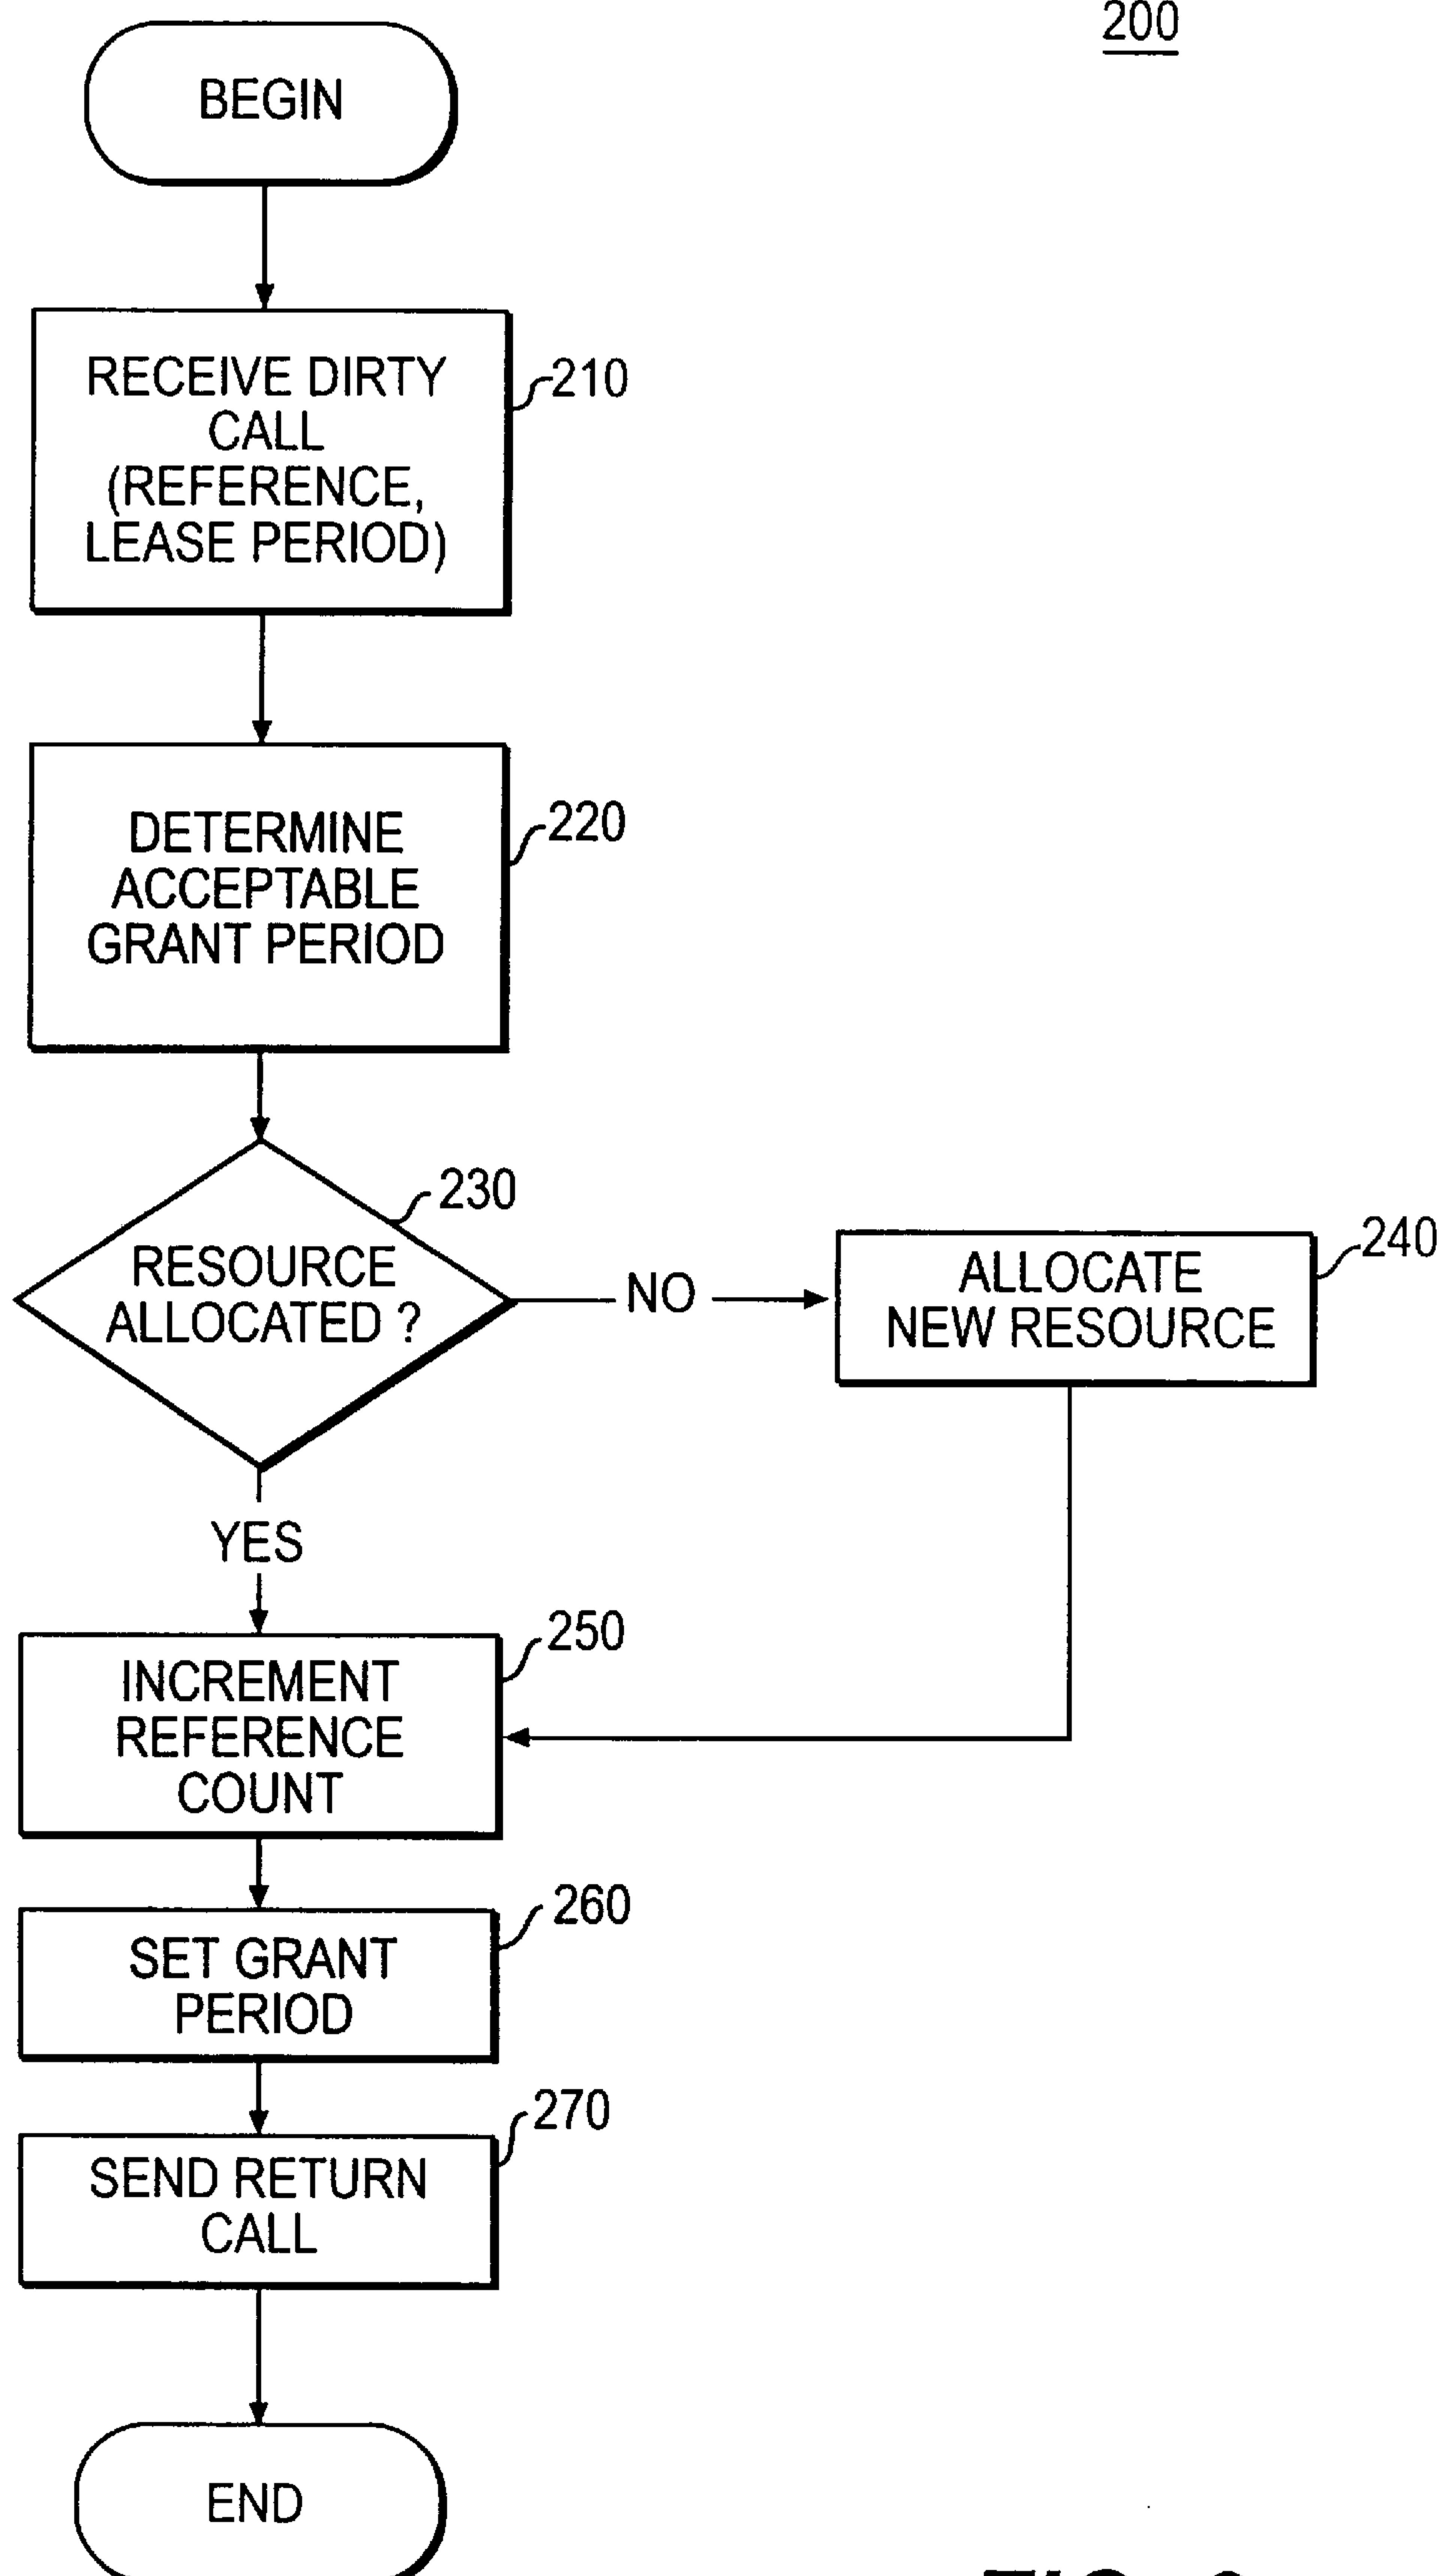 200
BEGIN
RECEIVE DIRTY
CALL
(REFERENCE,
LEASE PERIOD)
210
DETERMINE
ACCEPTABLE
GRANT PERIOD
220
230
RESOURCE
ALLOCATED ?
NO
240
ALLOCATE
NEW RESOURCE
YES
250
INCREMENT
REFERENCE
COUNT
260
SET GRANT
PERIOD
270
SEND RETURN
CALL
END